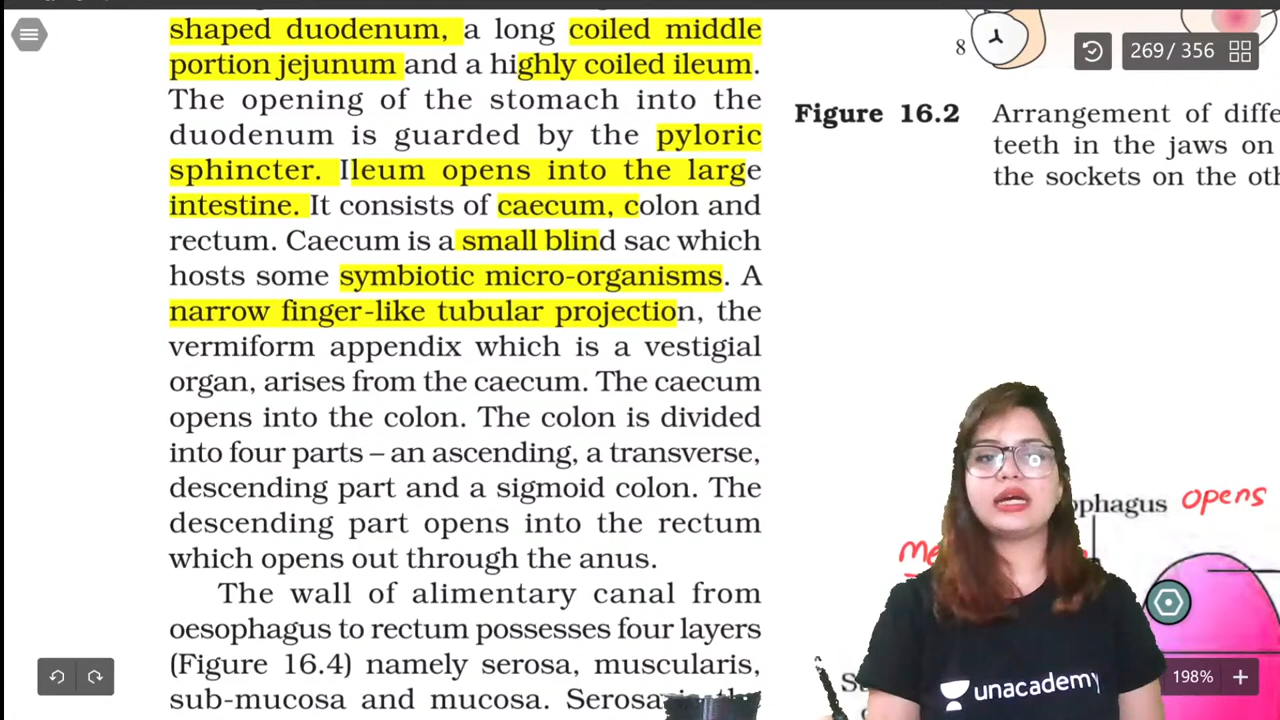 shaped duodenum, a long coiled middle
portion jejunum and a highly coiled ileum.
The opening of the stomach into the
duodenum is guarded by the pyloric
sphincter. Ileum opens into the large
intestine. It consists of caecum, colon and
rectum. Caecum is a small blind sac which
hosts some symbiotic micro-organisms. A
narrow finger-like tubular projection, the
vermiform appendix which is a vestigial
organ, arises from the caecum. The caecum
opens into the colon. The colon is divided
into four parts – an ascending, a transverse,
descending part and a sigmoid colon. The
descending part opens into the rectum
which opens out through the anus.
The wall of alimentary canal from
oesophagus to rectum possesses four layers
(Figure 16.4) namely serosa, muscularis,
sub-mucosa and mucosa. Serosa
8
269 / 356
Figure 16.2 Arrangement of diffe
teeth in the jaws on
the sockets on the oth
ophagus opens
unacademy
198% +